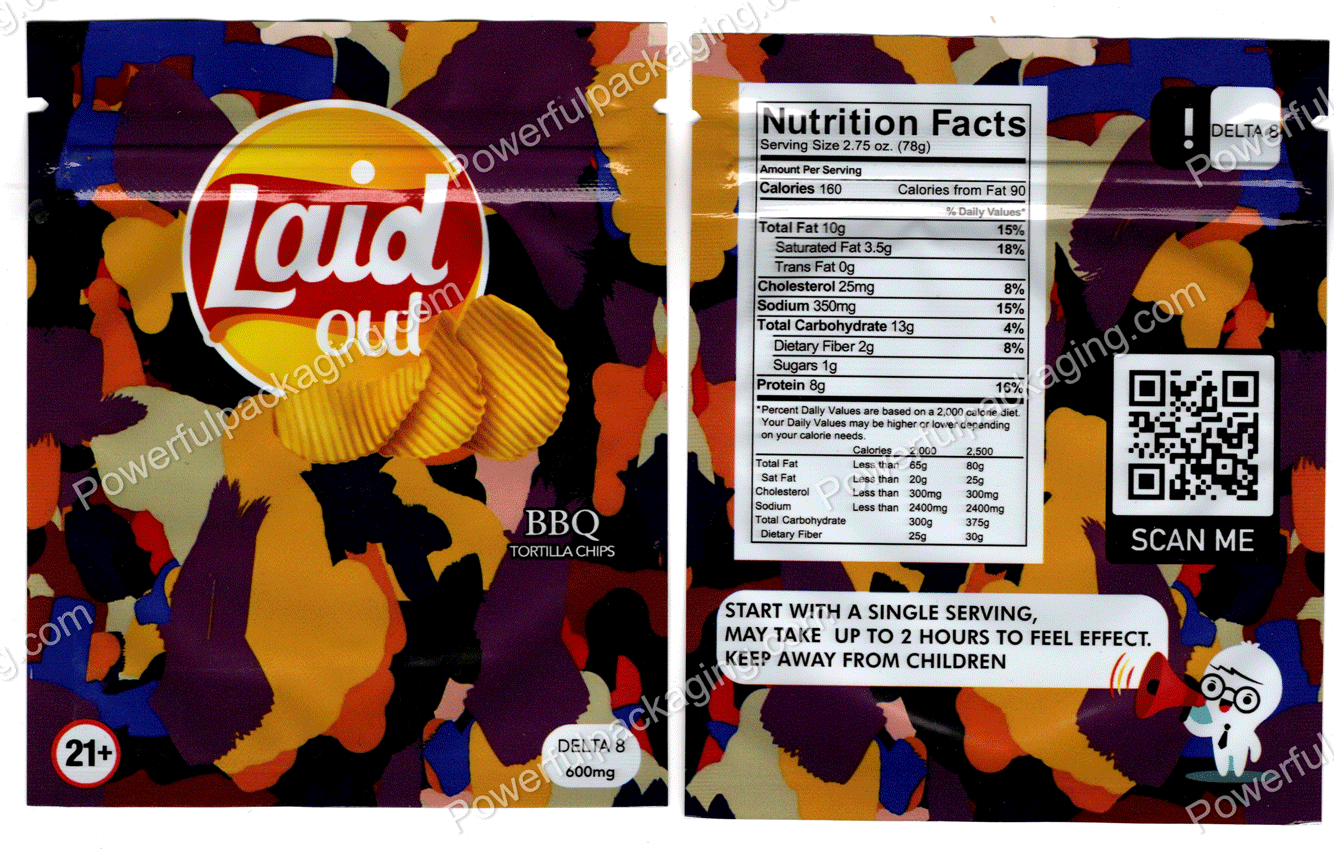 Laid
out
BBQ
TORTILLA CHIPS
21+
DELTA 8
600mg
Nutrition Facts
Serving Size 2.75 oz. (78g)
Amount Per Serving
Calories 160 Calories from Fat 90
% Daily Values*
Total Fat 10g 15%
Saturated Fat 3.5g 18%
Trans Fat 0g
Cholesterol 25mg 8%
Sodium 350mg 15%
Total Carbohydrate 13g 4%
Dietary Fiber 2g 8%
Sugars 1g
Protein 8g 16%
*Percent Daily Values are based on a 2,000 calorie diet.
Your Daily Values may be higher or lower depending
on your calorie needs.
Calories 2,000 2,500
Total Fat Less than 65g 80g
Sat Fat Less than 20g 25g
Cholesterol Less than 300mg 300mg
Sodium Less than 2400mg 2400mg
Total Carbohydrate 300g 375g
Dietary Fiber 25g 30g
! DELTA 8
SCAN ME
START WITH A SINGLE SERVING,
MAY TAKE UP TO 2 HOURS TO FEEL EFFECT.
KEEP AWAY FROM CHILDREN
Powerfulpackaging.com
Powerfulpackaging.com
Powerfulpackaging.com
Powerfulpackaging.com